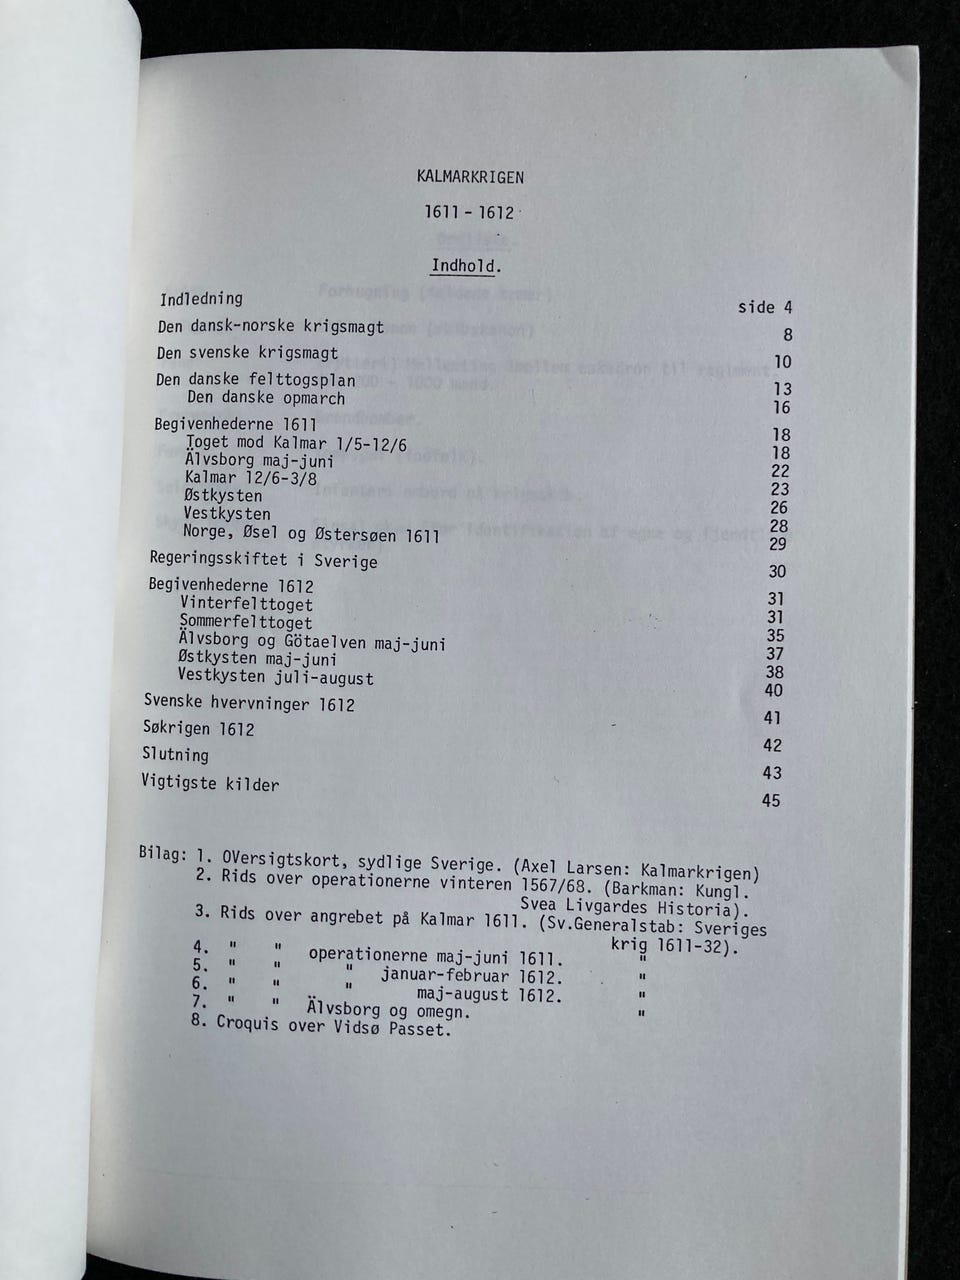 KALMARKRIGEN
1611 - 1612
Indhold.
Indledning side 4
Den dansk-norske krigsmagt 8
Den svenske krigsmagt 10
Den danske felttogsplan 13
Den danske opmarch 16
Begivenhederne 1611 18
Toget mod Kalmar 1/5-12/6 18
Älvsborg maj-juni 22
Kalmar 12/6-3/8 23
Østkysten 26
Vestkysten 28
Norge, Øsel og Østersøen 1611 29
Regeringsskiftet i Sverige 30
Begivenhederne 1612 31
Vinterfelttoget 31
Sommerfelttoget 35
Älvsborg og Götaelven maj-juni 37
Østkysten maj-juni 38
Vestkysten juli-august 40
Svenske hvervninger 1612 41
Søkrigen 1612 42
Slutning 43
Vigtigste kilder 45
Bilag: 1. OVersigtskort, sydlige Sverige. (Axel Larsen: Kalmarkrigen)
2. Rids over operationerne vinteren 1567/68. (Barkman: Kungl.
Svea Livgardes Historia).
3. Rids over angrebet på Kalmar 1611. (Sv.Generalstab: Sveriges
krig 1611-32).
4. " " operationerne maj-juni 1611. "
5. " " " januar-februar 1612. "
6. " " " maj-august 1612. "
7. " " Älvsborg og omegn. "
8. Croquis over Vidsø Passet.